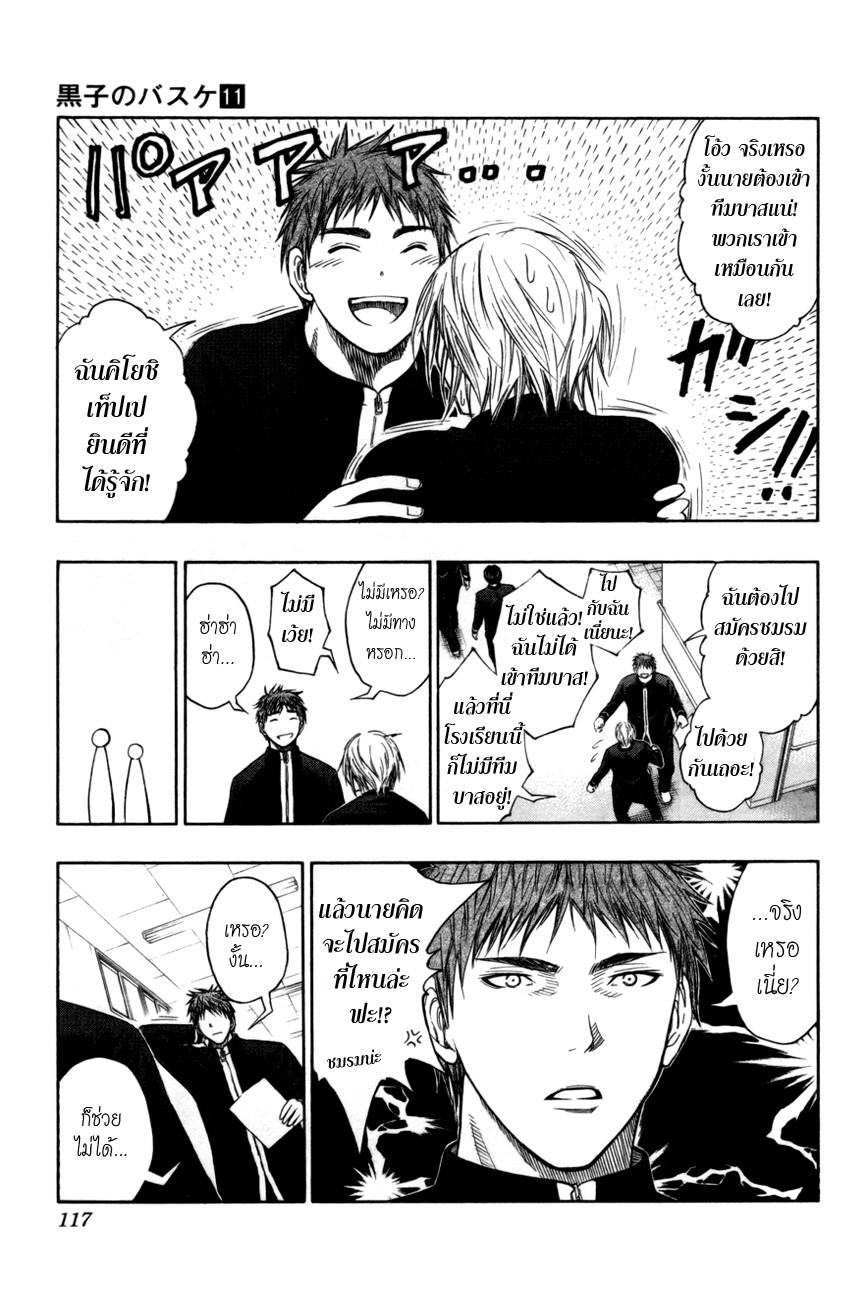 黒子のバスケ11
パアアアア...
โอ้ว จริงเหรอ
งั้นนายต้องเข้า
ทีมบาสแน่!
พวกเราเข้า
เหมือนกัน
เลย!
ガシ!!
ฉันคิโยชิ
เท็ปเป
ยินดีที่
ได้รู้จัก!
ฉันต้องไป
สมัครชมรม
ด้วยสิ!
ไปด้วย
กันเถอะ!
ไป
กับฉัน
เนี่ยนะ!
ไม่ใช่แล้ว!
ฉันไม่ได้
เข้าทีมบาส!
แล้วที่นี่
โรงเรียนนี้
ก็ไม่มีทีม
บาสอยู่!
ไม่มีเหรอ?
ไม่มีทาง
หรอก...
ไม่มี
เว้ย!
ฮ่าฮ่า
ฮ่า...
...จริง
เหรอ
เนี่ย?
แล้วนายคิด
จะไปสมัคร
ที่ไหนล่ะ
ฟะ!?
ชมรมน่ะ
เหรอ?
งั้น...
ก็ช่วย
ไม่ได้...
117